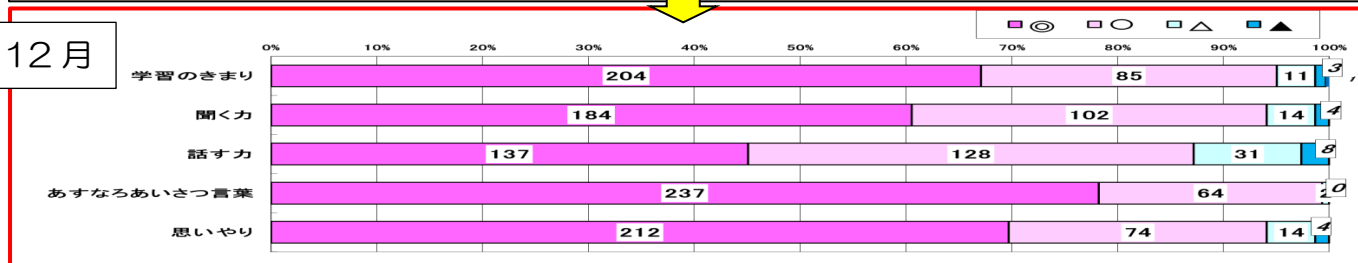 12月
◎ ○ △ ▲
0% 10% 20% 30% 40% 50% 60% 70% 80% 90% 100%
学習のきまり 204 85 11 3 ,
聞く力 184 102 14 4
話す力 137 128 31 8
あすなろあいさつ言葉 237 64 2 0
思いやり 212 74 14 4